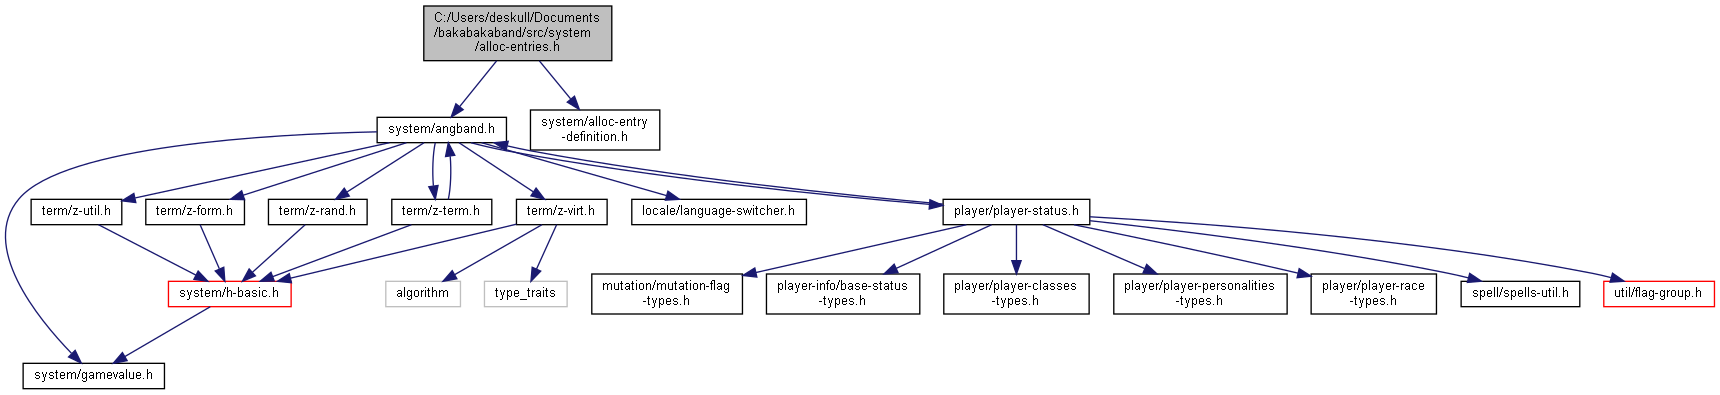 C:/Users/deskull/Documents
/bakabakaband/src/system
/alloc-entries.h
system/angband.h
system/alloc-entry
-definition.h
term/z-util.h
term/z-form.h
term/z-rand.h
term/z-term.h
term/z-virt.h
locale/language-switcher.h
player/player-status.h
system/h-basic.h
algorithm
type_traits
mutation/mutation-flag
-types.h
player-info/base-status
-types.h
player/player-classes
-types.h
player/player-personalities
-types.h
player/player-race
-types.h
spell/spells-util.h
util/flag-group.h
system/gamevalue.h